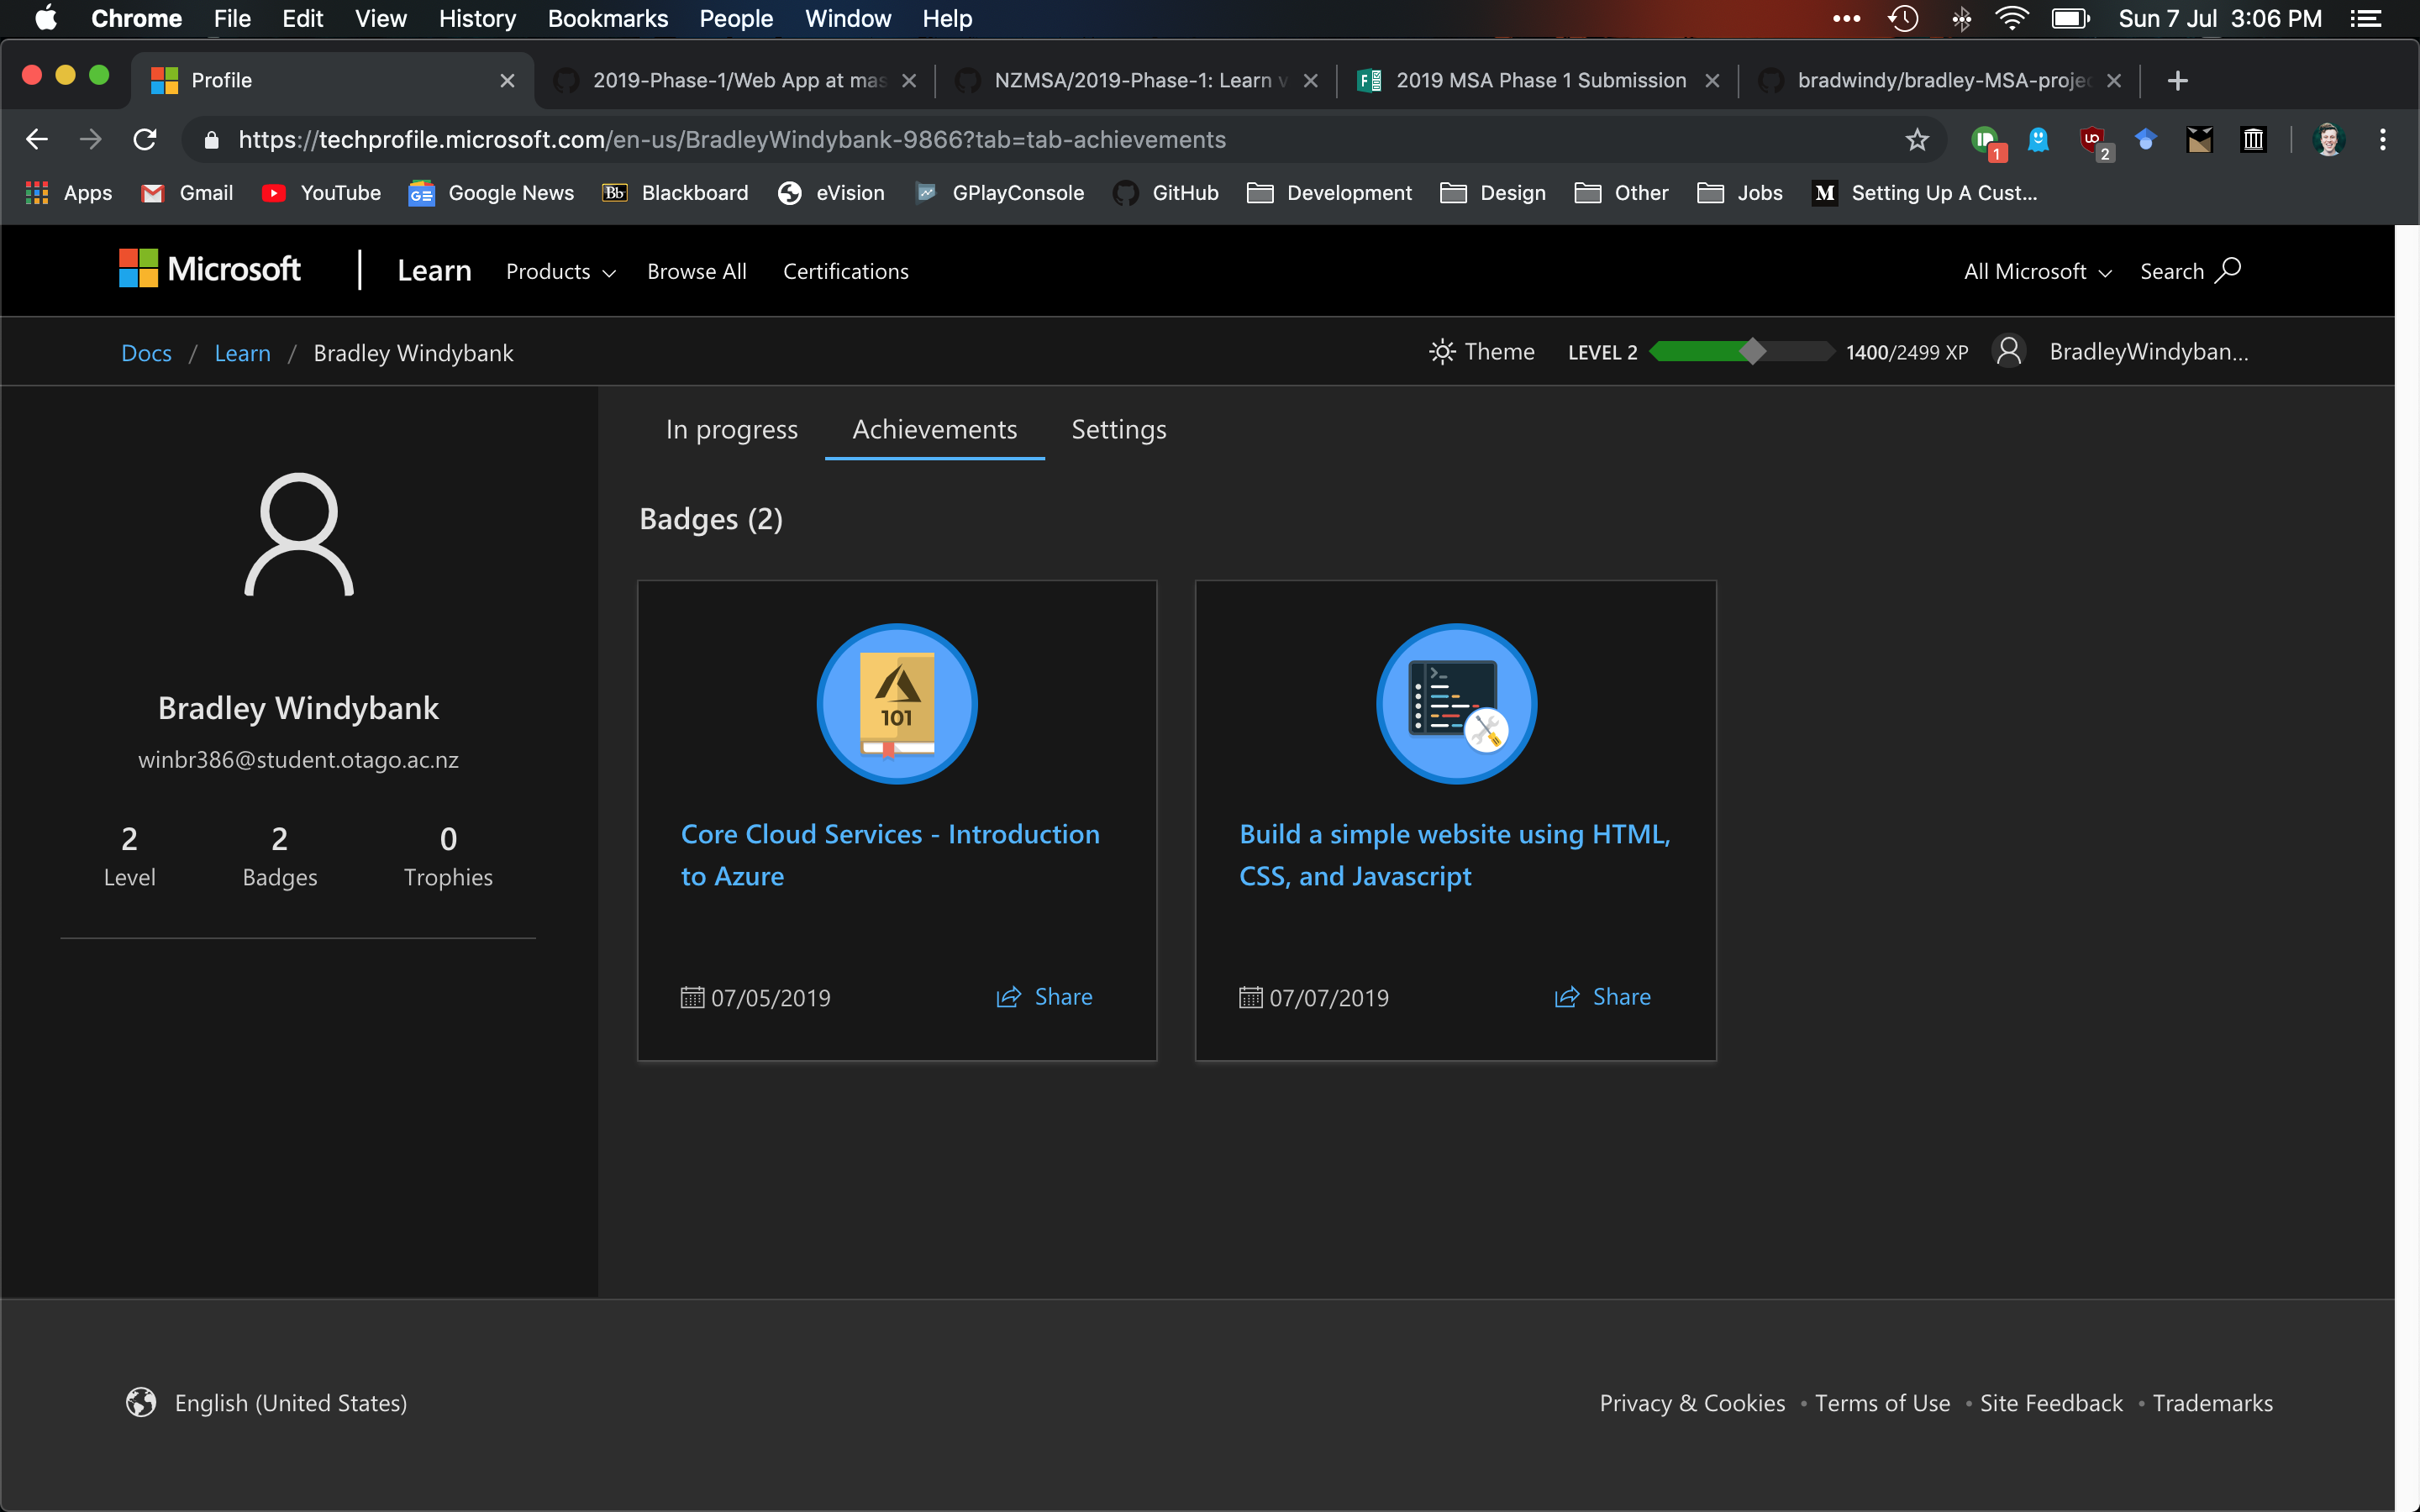 Chrome File Edit View History Bookmarks People Window Help Sun 7 Jul 3:06 PM
Profile 2019-Phase-1/Web App at mas NZMSA/2019-Phase-1: Learn v 2019 MSA Phase 1 Submission bradwindy/bradley-MSA-projec
https://techprofile.microsoft.com/en-us/BradleyWindybank-9866?tab=tab-achievements 1 2
Apps Gmail YouTube Google News Blackboard eVision GPlayConsole GitHub Development Design Other Jobs Setting Up A Cust...
Microsoft Learn Products Browse All Certifications All Microsoft Search
Docs / Learn / Bradley Windybank Theme LEVEL 2 1400/2499 XP BradleyWindyban...
In progress Achievements Settings
Badges (2)
Bradley Windybank
winbr386@student.otago.ac.nz
2 2 0
Level Badges Trophies
101
Core Cloud Services - Introduction
to Azure
07/05/2019 Share
Build a simple website using HTML,
CSS, and Javascript
07/07/2019 Share
English (United States) Privacy & Cookies • Terms of Use • Site Feedback • Trademarks